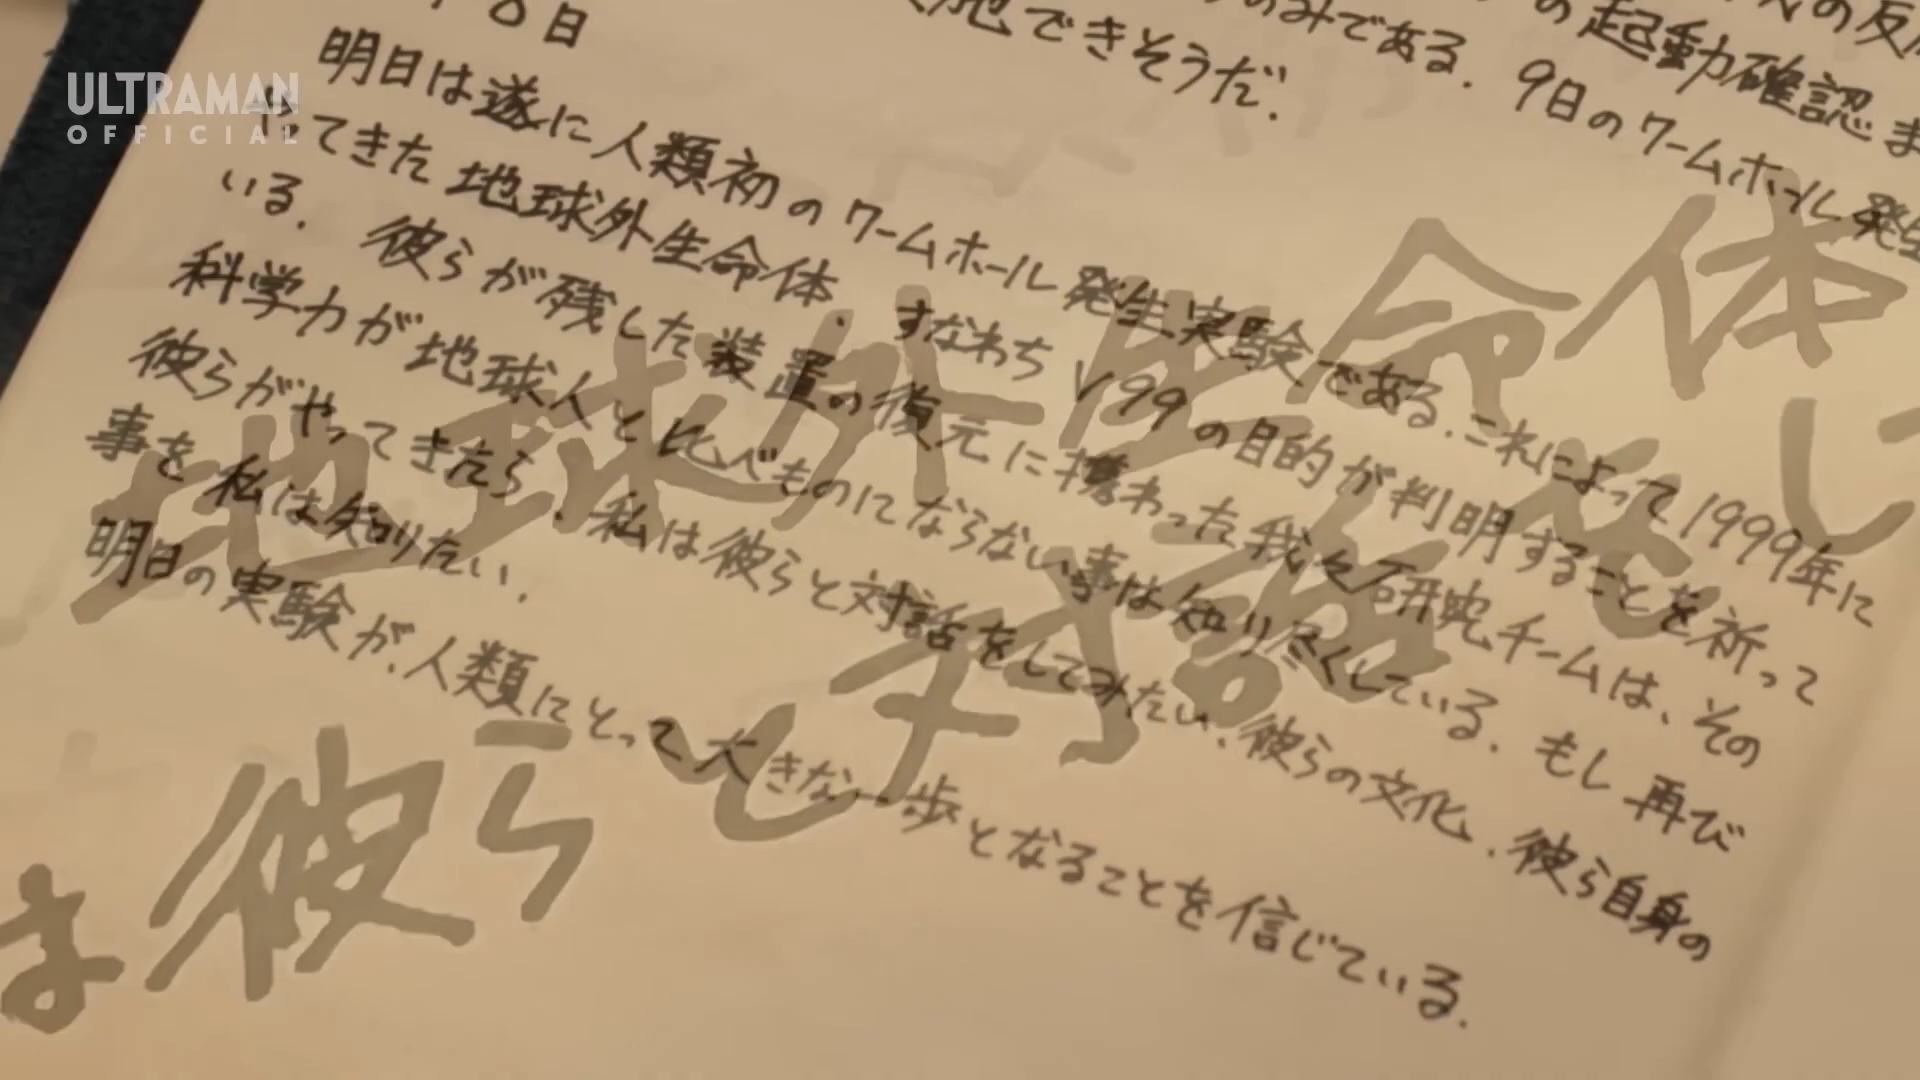 ULTRAMAN
OFFICIAL
の起動確認ま
のみである.9日のワームホール発生
できそうだ.
8日
明日は遂に人類初のワームホール発生実験である.これによって1999年に
やってきた地球外生命体.すなわちV99の目的が判明することを祈って
いる.彼らが残した装置の復元に携わった我々研究チームは、その
科学力が地球人と比べものにならない事は知り尽くしている.もし再び
彼らがやってきたら.私は彼らと対話をしてみたい.彼らの文化.彼ら自身の
事を私は知りたい.
明日の実験が.人類にとって大きな一歩となることを信じている.
地球外生命体
は彼らと対話を